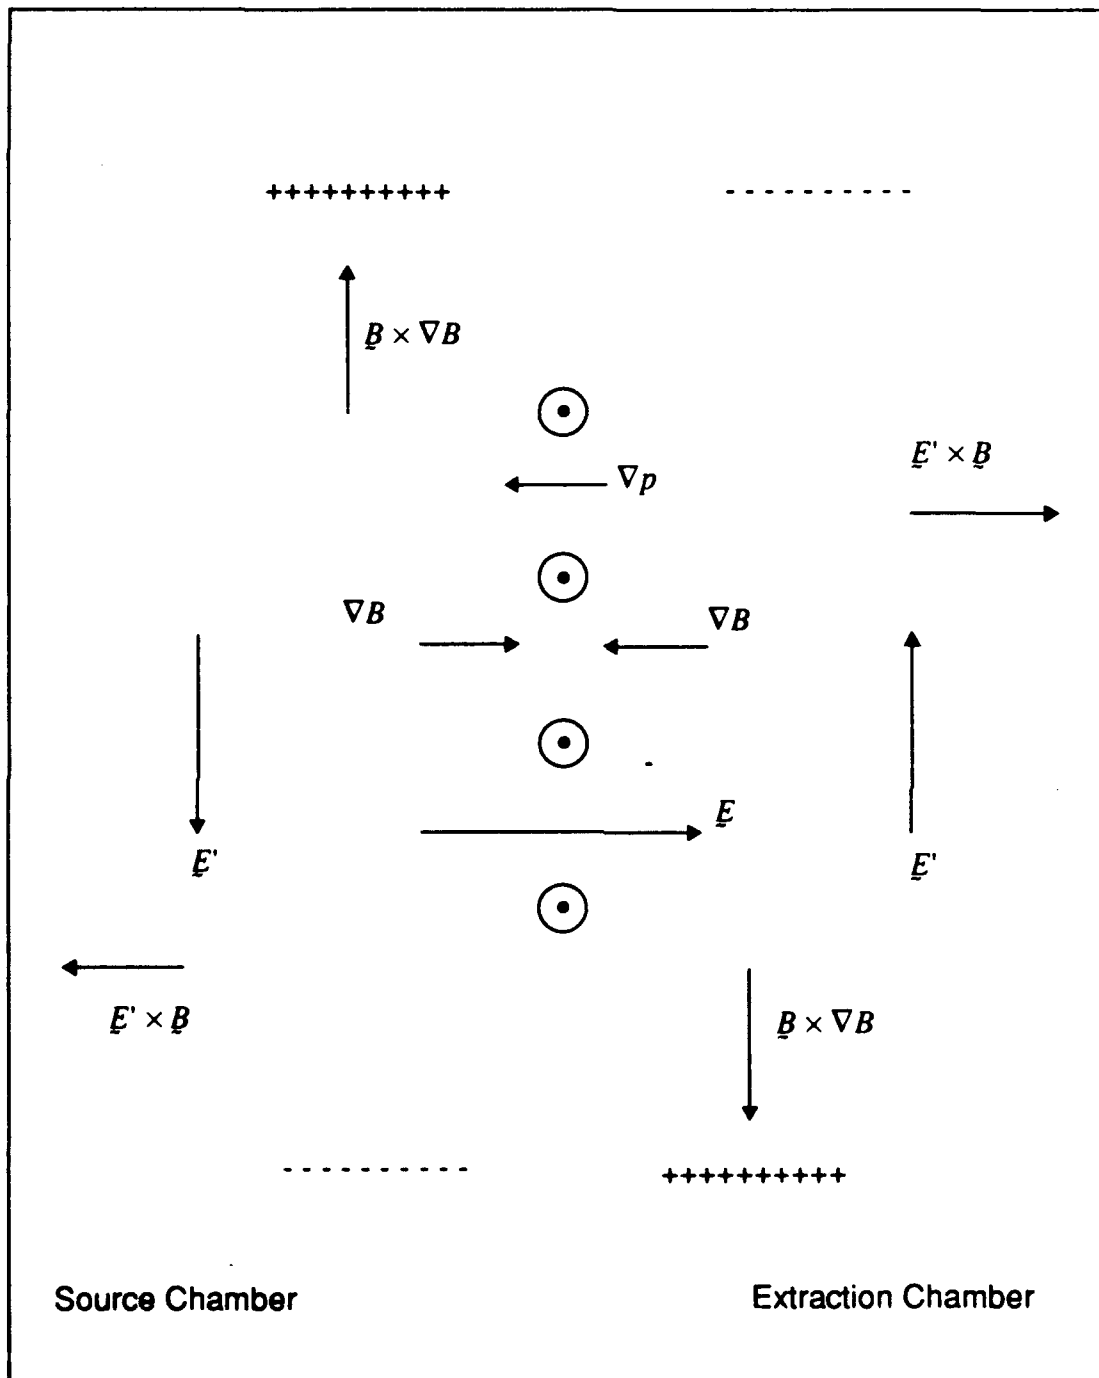 ++++++++++ - - - - - - - - - -
B × ∇B
E' × B
∇p
∇B ∇B
E
E' E'
E' × B B × ∇B
- - - - - - - - - - ++++++++++
Source Chamber Extraction Chamber